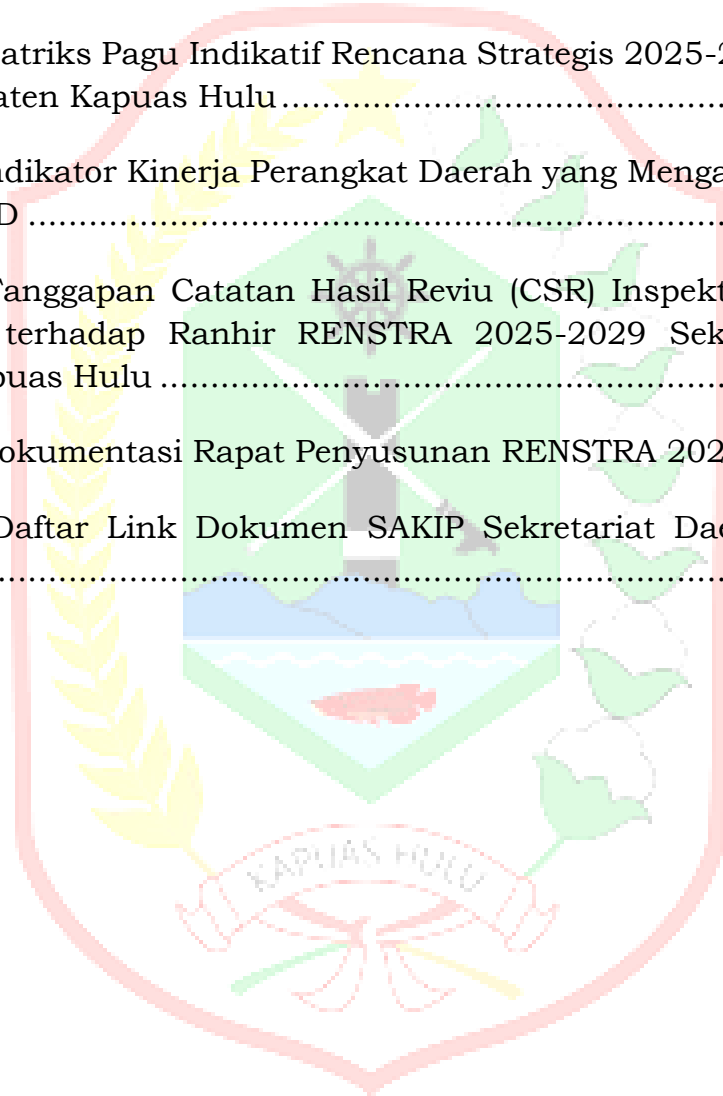 atriks Pagu Indikatif Rencana Strategis 2025-2
aten Kapuas Hulu.............................................
ndikator Kinerja Perangkat Daerah yang Menga
D ......................................................................
Tanggapan Catatan Hasil Reviu (CSR) Inspekt
terhadap Ranhir RENSTRA 2025-2029 Sek
puas Hulu .........................................................
okumentasi Rapat Penyusunan RENSTRA 202
Daftar Link Dokumen SAKIP Sekretariat Dae
.........................................................................
KAPUAS HULU